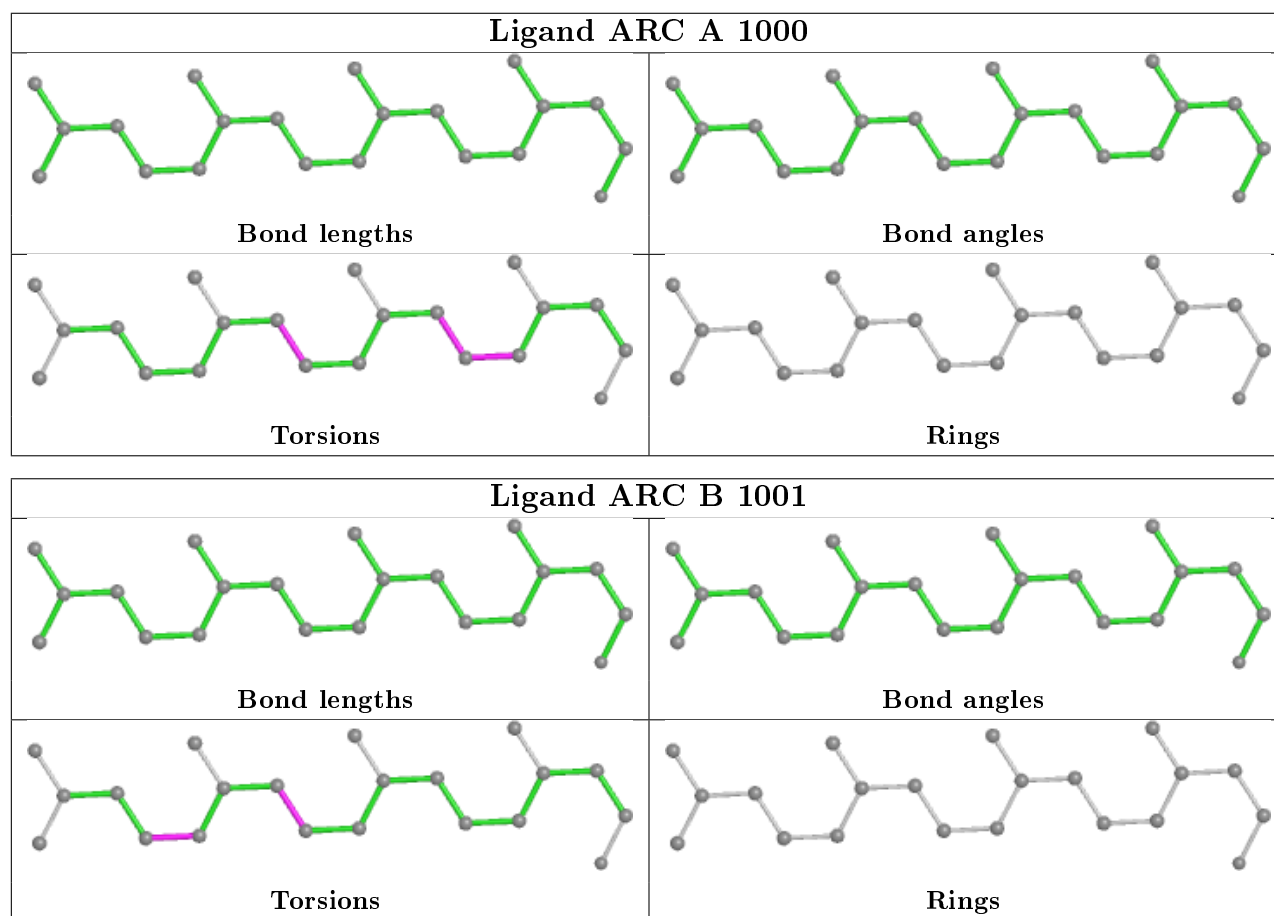 Ligand ARC A 1000
Bond lengths
Bond angles
Torsions
Rings
Ligand ARC B 1001
Bond lengths
Bond angles
Torsions
Rings